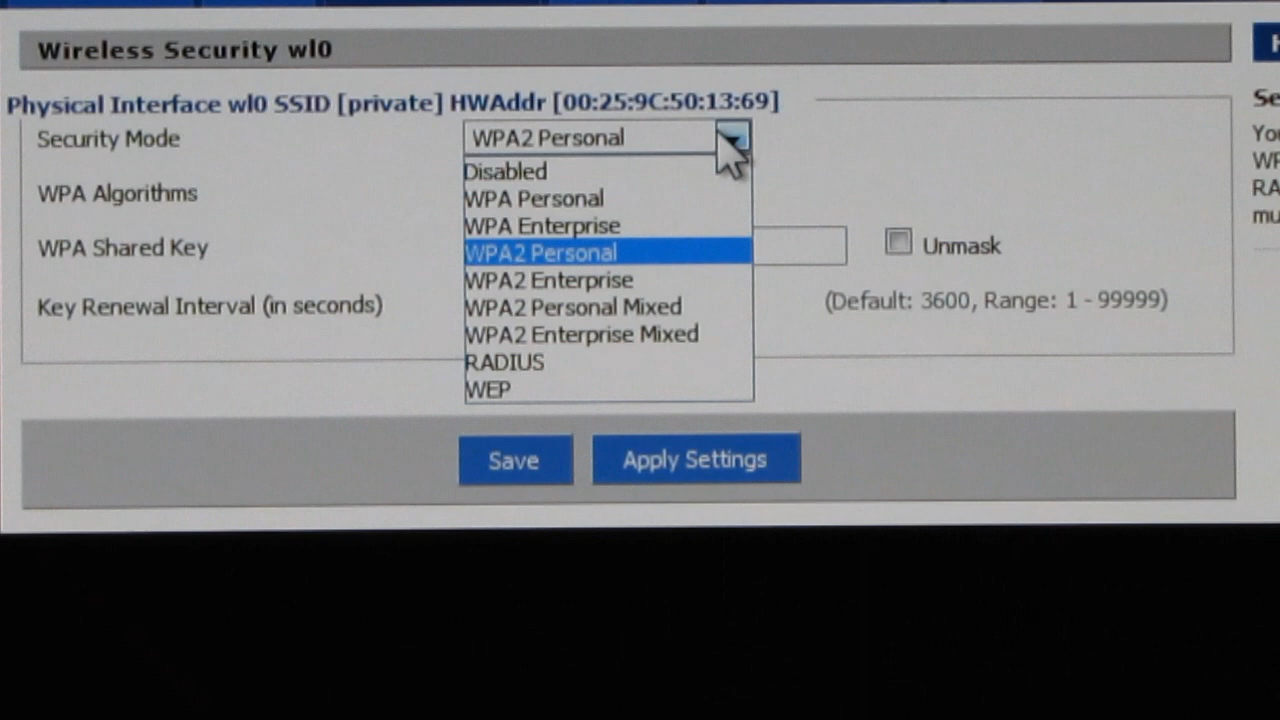 Wireless Security wl0
Physical Interface wl0 SSID [private] HWAddr [00:25:9C:50:13:69]
Security Mode
WPA2 Personal
Disabled
WPA Personal
WPA Enterprise
WPA2 Personal
WPA2 Enterprise
WPA2 Personal Mixed
WPA2 Enterprise Mixed
RADIUS
WEP
WPA Algorithms
WPA Shared Key
Unmask
Key Renewal Interval (in seconds)
(Default: 3600, Range: 1 - 99999)
Save
Apply Settings